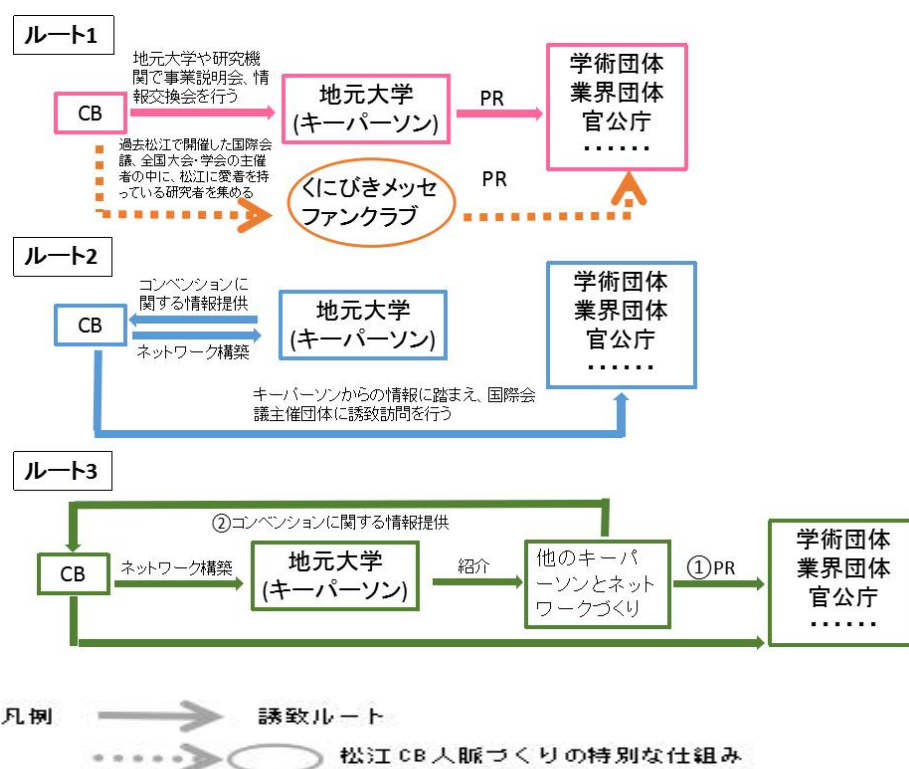 ルート1
地元大学や研究機
関で事業説明会、情
報交換会を行う
CB
地元大学
(キーパーソン)
PR
学術団体
業界団体
官公庁
……
過去松江で開催した国際会
議、全国大会・学会の主催
者の中に、松江に愛着を持
っている研究者を集める
くにびきメッセ
ファンクラブ
PR
ルート2
コンベンションに
関する情報提供
CB
ネットワーク構築
地元大学
(キーパーソン)
学術団体
業界団体
官公庁
……
キーパーソンからの情報に踏まえ、国際会
議主催団体に誘致訪問を行う
ルート3
②コンベンションに関する情報提供
CB
ネットワーク構築
地元大学
(キーパーソン)
紹介
他のキーパ
ーソンとネット
ワークづくり
①PR
学術団体
業界団体
官公庁
……
凡例
誘致ルート
松江CB人脈づくりの特別な仕組み